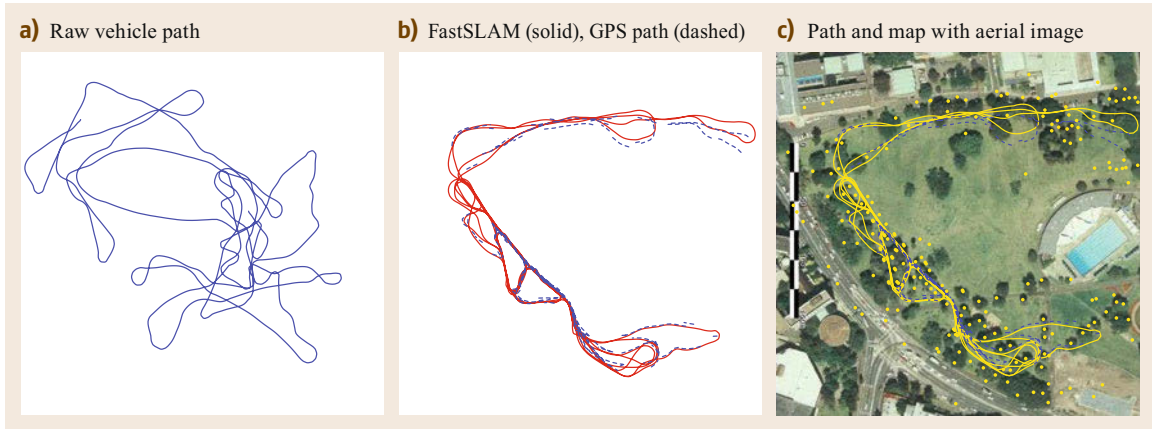 a) Raw vehicle path
b) FastSLAM (solid), GPS path (dashed)
c) Path and map with aerial image